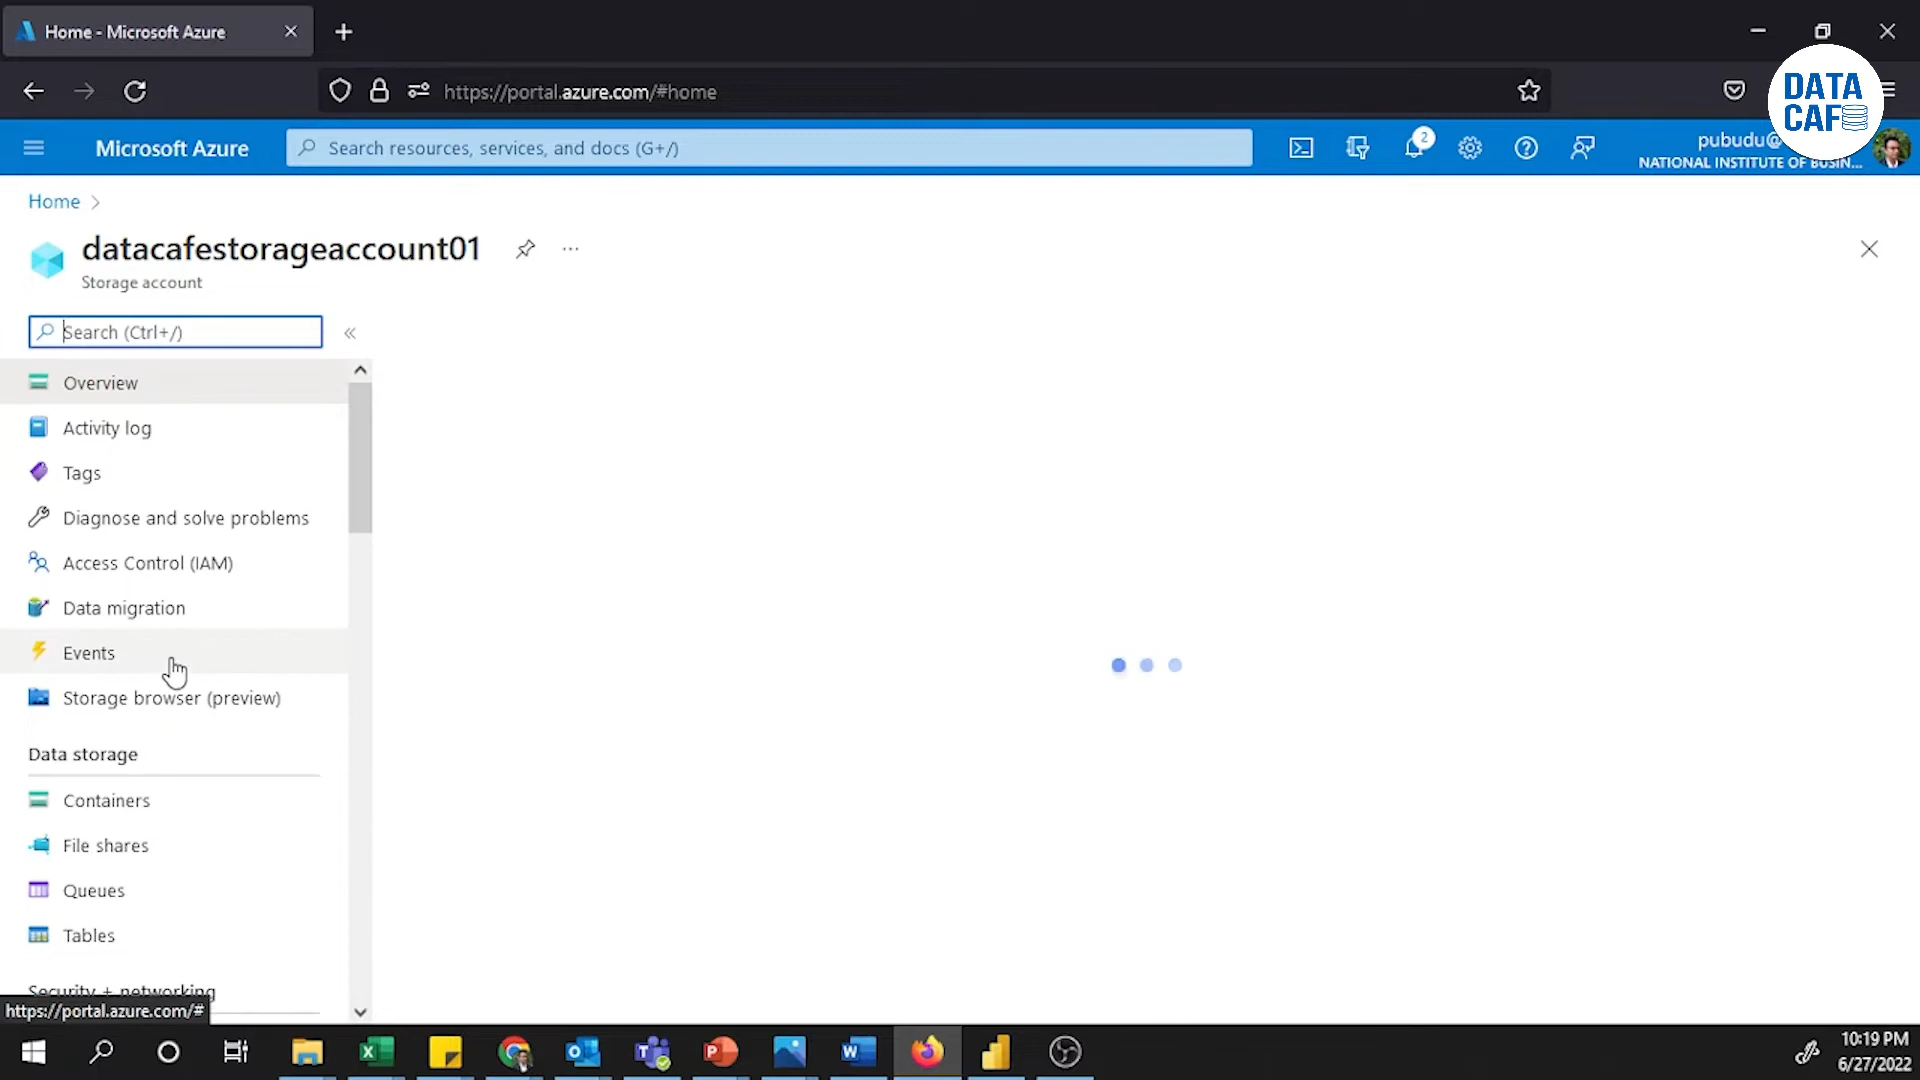 Home - Microsoft Azure
https://portal.azure.com/#home
DATA
CAF
Microsoft Azure
Search resources, services, and docs (G+/)
2
pubudu@
NATIONAL INSTITUTE OF BUSIN...
Home
datacafestorageaccount01
Storage account
Search (Ctrl+/)
Overview
Activity log
Tags
Diagnose and solve problems
Access Control (IAM)
Data migration
Events
Storage browser (preview)
Data storage
Containers
File shares
Queues
Tables
Security + networking
https://portal.azure.com/#
10:19 PM
6/27/2022